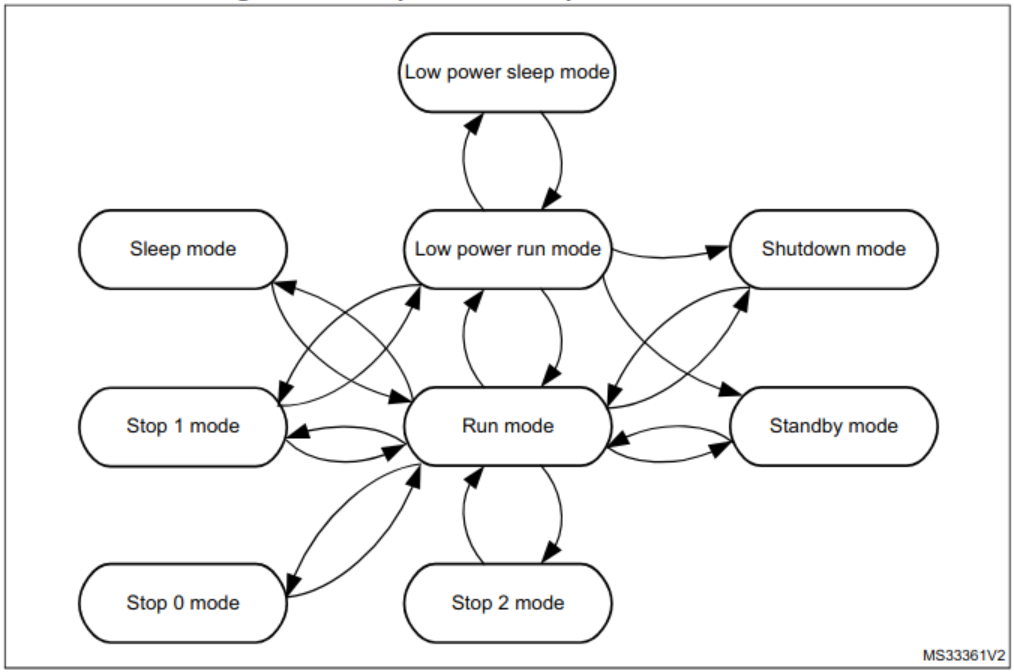 Low power sleep mode
Sleep mode
Low power run mode
Shutdown mode
Stop 1 mode
Run mode
Standby mode
Stop 0 mode
Stop 2 mode
MS33361V2